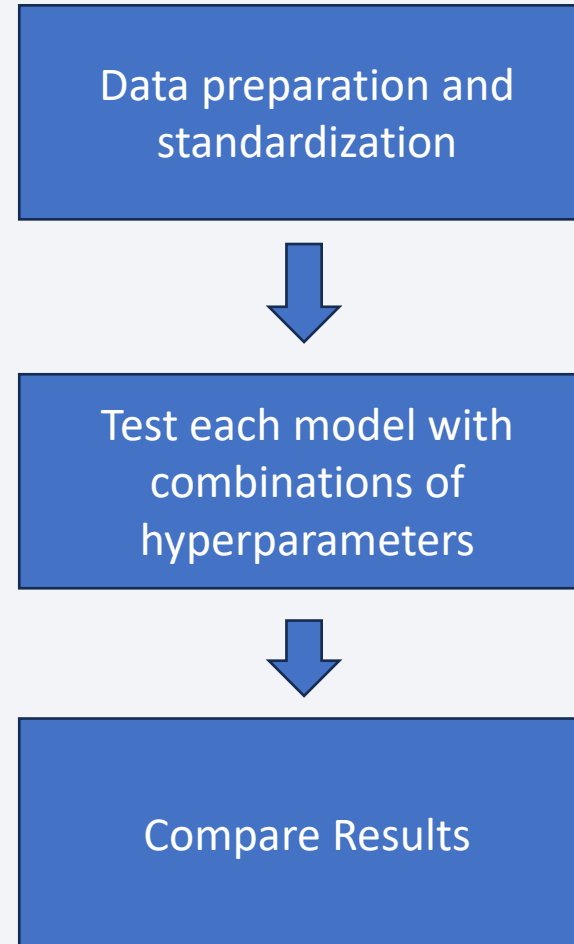 Data preparation and
standardization
Test each model with
combinations of
hyperparameters
Compare Results